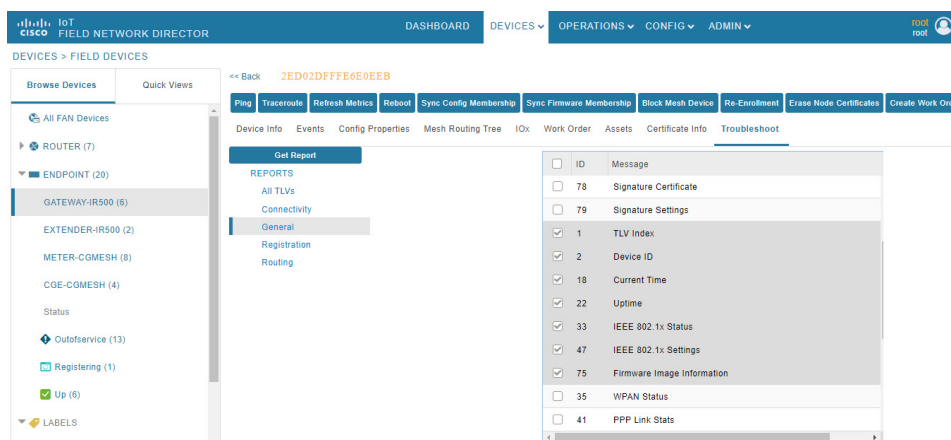 CISCO IoT FIELD NETWORK DIRECTOR
DASHBOARD DEVICES OPERATIONS CONFIG ADMIN
root
root
DEVICES > FIELD DEVICES
Browse Devices Quick Views
All FAN Devices
ROUTER (7)
ENDPOINT (20)
GATEWAY-IR500 (6)
EXTENDER-IR500 (2)
METER-CGMESH (8)
CGE-CGMESH (4)
Status
Outofservice (13)
Registering (1)
Up (6)
LABELS
<< Back 2ED02DFFFE6E0EEB
Ping Traceroute Refresh Metrics Reboot Sync Config Membership Sync Firmware Membership Block Mesh Device Re-Enrollment Erase Node Certificates Create Work Or
Device Info Events Config Properties Mesh Routing Tree IOx Work Order Assets Certificate Info Troubleshoot
Get Report
REPORTS
All TLVs
Connectivity
General
Registration
Routing
ID Message
78 Signature Certificate
79 Signature Settings
1 TLV Index
2 Device ID
18 Current Time
22 Uptime
33 IEEE 802.1x Status
47 IEEE 802.1x Settings
75 Firmware Image Information
35 WPAN Status
41 PPP Link Stats